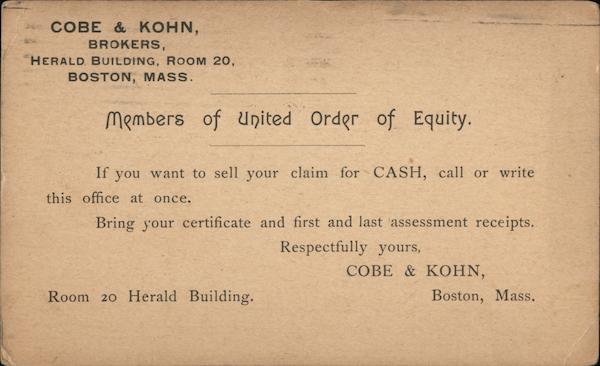 COBE & KOHN,
BROKERS,
HERALD BUILDING, ROOM 20,
BOSTON, MASS.
Members of United Order of Equity.
If you want to sell your claim for CASH, call or write
this office at once.
Bring your certificate and first and last assessment receipts.
Respectfully yours,
COBE & KOHN,
Room 20 Herald Building. Boston, Mass.